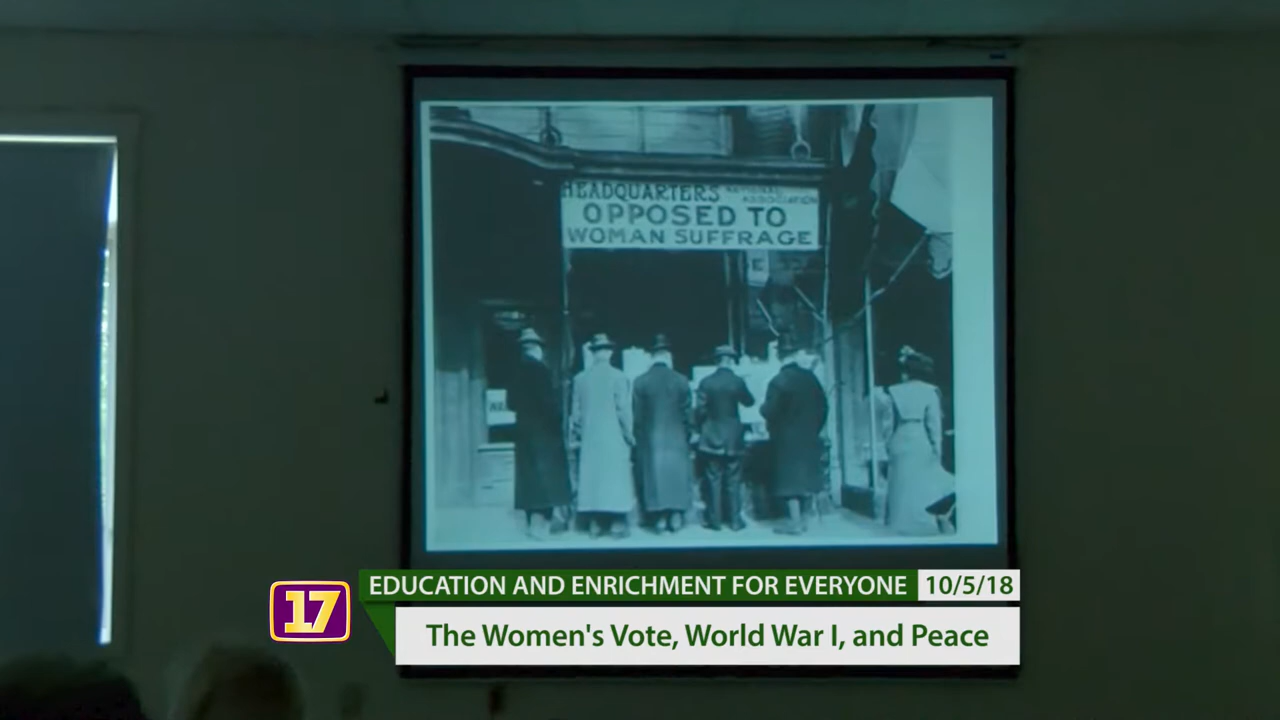 HEADQUARTERS NATIONAL ASSOCIATION
OPPOSED TO
WOMAN SUFFRAGE
E
17
EDUCATION AND ENRICHMENT FOR EVERYONE 10/5/18
The Women's Vote, World War I, and Peace